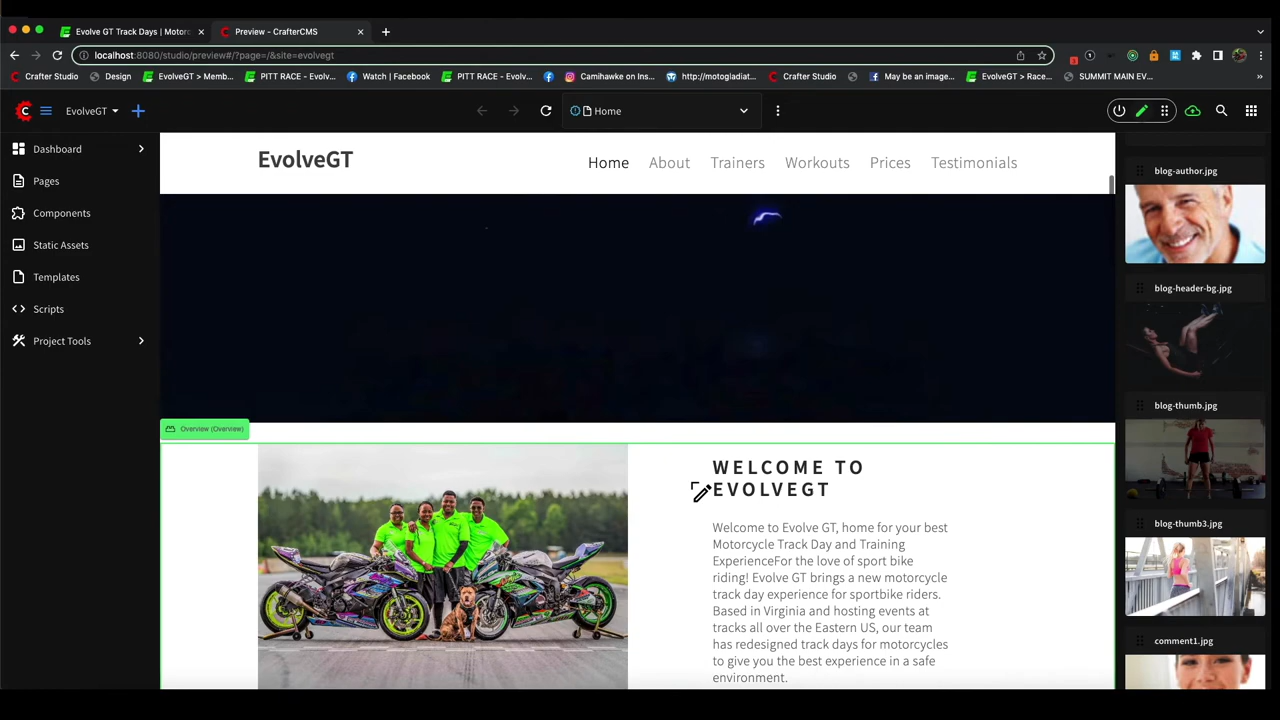 Evolve GT Track Days | Motorc
Preview - CrafterCMS
localhost:8080/studio/preview#/?page=/&site=evolvegt
Crafter Studio
Design
EvolveGT > Memb...
PITT RACE - Evolv...
Watch | Facebook
PITT RACE - Evolv...
Camihawke on Ins...
http://motogladiat...
Crafter Studio
May be an image...
EvolveGT > Race...
SUMMIT MAIN EV...
EvolveGT
Home
Dashboard
Pages
Components
Static Assets
Templates
Scripts
Project Tools
EvolveGT
Home
About
Trainers
Workouts
Prices
Testimonials
Overview (Overview)
WELCOME TO
EVOLVEGT
Welcome to Evolve GT, home for your best
Motorcycle Track Day and Training
ExperienceFor the love of sport bike
riding! Evolve GT brings a new motorcycle
track day experience for sportbike riders.
Based in Virginia and hosting events at
tracks all over the Eastern US, our team
has redesigned track days for motorcycles
to give you the best experience in a safe
environment.
blog-author.jpg
blog-header-bg.jpg
blog-thumb.jpg
blog-thumb3.jpg
comment1.jpg